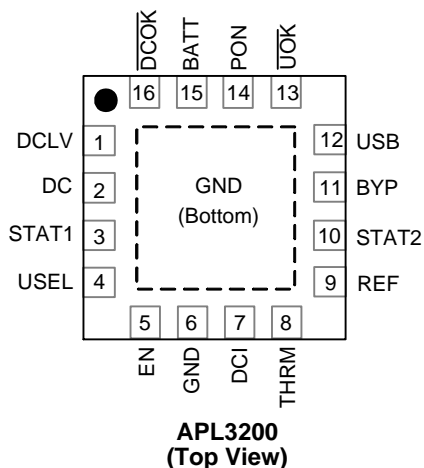 DCOK BATT PON UOK
16 15 14 13
DCLV 1 12 USB
DC 2 GND 11 BYP
(Bottom)
STAT1 3 10 STAT2
USEL 4 9 REF
5 6 7 8
EN GND DCI THRM
APL3200
(Top View)